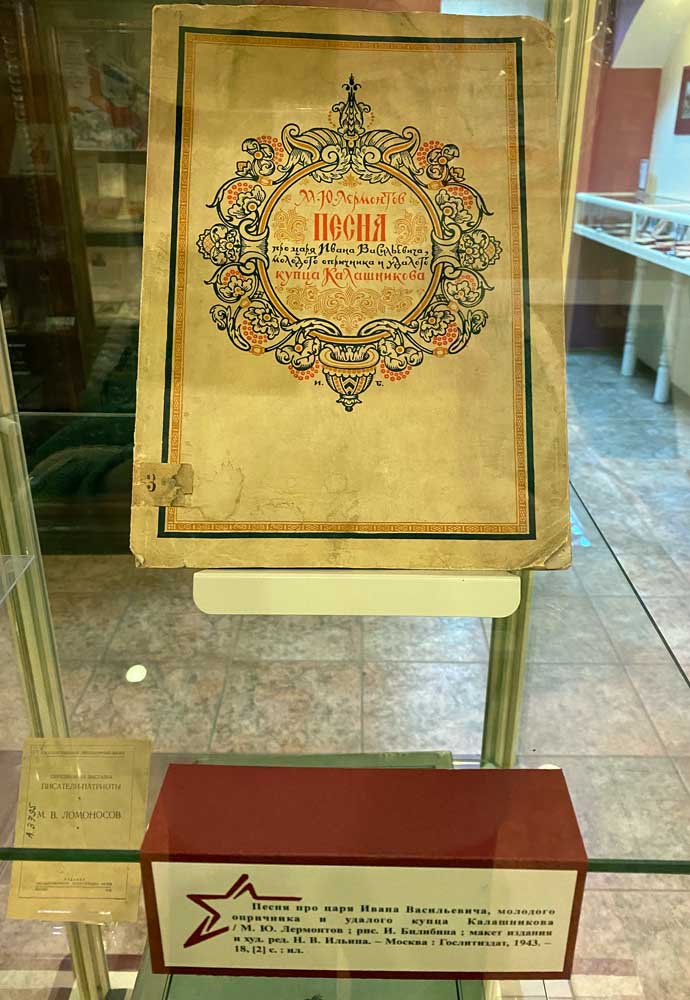 М·Ю·Лермонтов
ПЕСНЯ
про царя Ивана Васильевича,
молодого опричника и удалого
купца Калашникова
И. Б.
3
ПИСАТЕЛИ-ПАТРИОТЫ
М. В. ЛОМОНОСОВ
Песня про царя Ивана Васильевича, молодого
опричника и удалого купца Калашникова
/ М. Ю. Лермонтов ; рис. И. Билибина ; макет издания
и худ. ред. Н. В. Ильина. – Москва : Гослитиздат, 1943. –
18, [2] с. : ил.